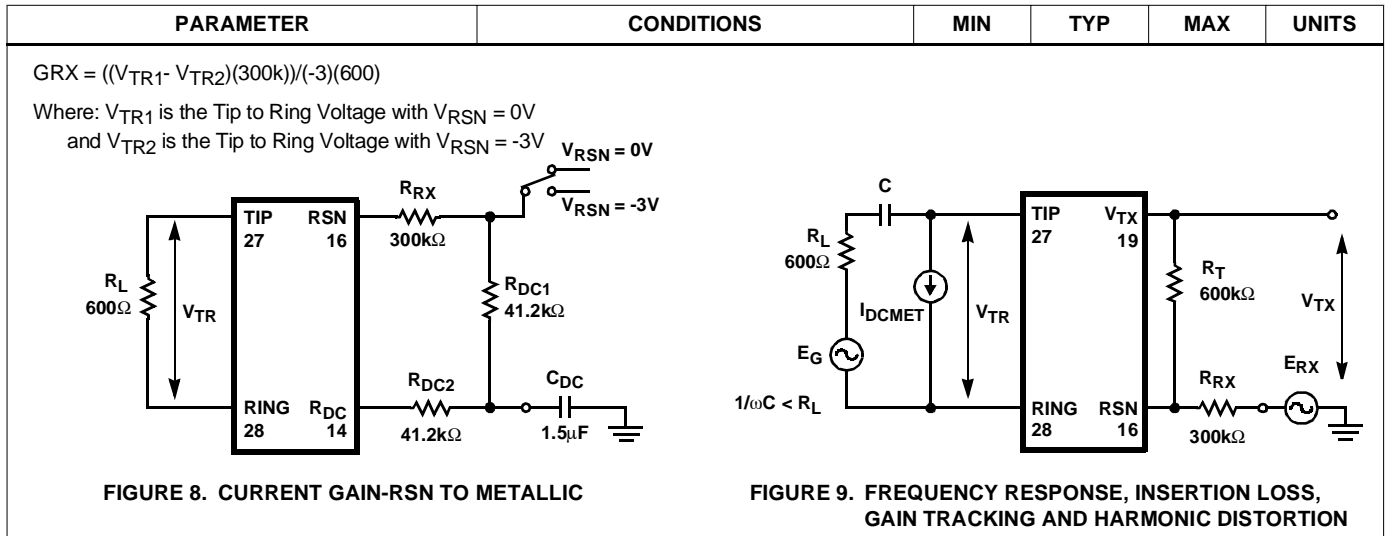 PARAMETER CONDITIONS MIN TYP MAX UNITS
GRX = ((VTR1- VTR2)(300k))/(-3)(600)
Where: VTR1 is the Tip to Ring Voltage with VRSN = 0V
and VTR2 is the Tip to Ring Voltage with VRSN = -3V
VRSN = 0V
VRSN = -3V
RRX
300kΩ
TIP
27
RSN
16
RL
600Ω
VTR
RDC1
41.2kΩ
RING
28
RDC
14
RDC2
41.2kΩ
CDC
1.5µF
FIGURE 8. CURRENT GAIN-RSN TO METALLIC
C
RL
600Ω
IDCMET
VTR
EG
1/ωC < RL
TIP
27
VTX
19
RT
600kΩ
VTX
RING
28
RSN
16
RRX
300kΩ
ERX
FIGURE 9. FREQUENCY RESPONSE, INSERTION LOSS,
GAIN TRACKING AND HARMONIC DISTORTION